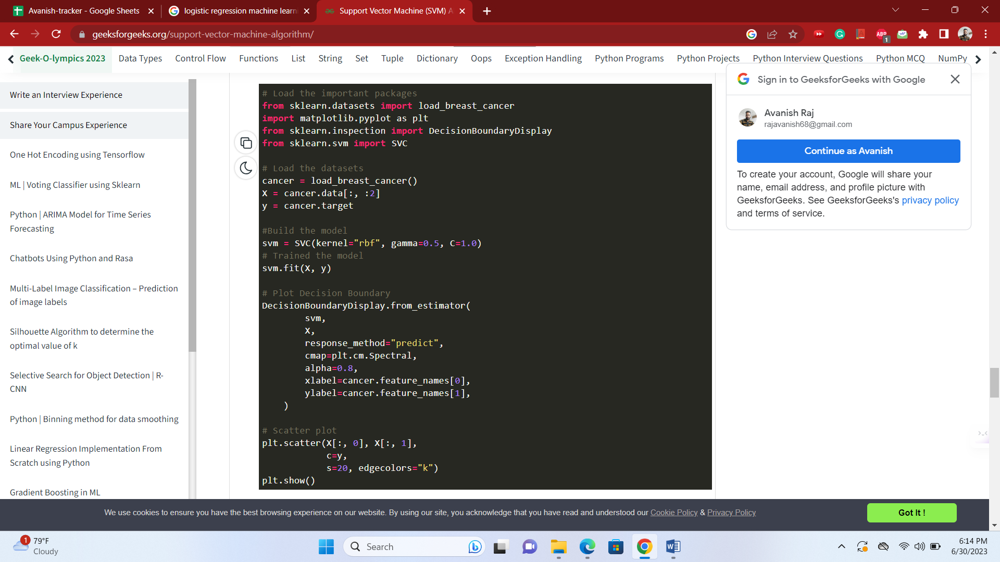 Avanish-tracker - Google Sheets
logistic regression machine learn
Support Vector Machine (SVM) A
geeksforgeeks.org/support-vector-machine-algorithm/
ABP
1
Geek-O-lympics 2023 Data Types Control Flow Functions List String Set Tuple Dictionary Oops Exception Handling Python Programs Python Projects Python Interview Questions Python MCQ NumPy
Write an Interview Experience
Share Your Campus Experience
One Hot Encoding using Tensorflow
ML | Voting Classifier using Sklearn
Python | ARIMA Model for Time Series
Forecasting
Chatbots Using Python and Rasa
Multi-Label Image Classification – Prediction
of image labels
Silhouette Algorithm to determine the
optimal value of k
Selective Search for Object Detection | R-
CNN
Python | Binning method for data smoothing
Linear Regression Implementation From
Scratch using Python
Gradient Boosting in ML
# Load the important packages
from sklearn.datasets import load_breast_cancer
import matplotlib.pyplot as plt
from sklearn.inspection import DecisionBoundaryDisplay
from sklearn.svm import SVC
# Load the datasets
cancer = load_breast_cancer()
X = cancer.data[:, :2]
y = cancer.target
#Build the model
svm = SVC(kernel="rbf", gamma=0.5, C=1.0)
# Trained the model
svm.fit(X, y)
# Plot Decision Boundary
DecisionBoundaryDisplay.from_estimator(
svm,
X,
response_method="predict",
cmap=plt.cm.Spectral,
alpha=0.8,
xlabel=cancer.feature_names[0],
ylabel=cancer.feature_names[1],
)
# Scatter plot
plt.scatter(X[:, 0], X[:, 1],
c=y,
s=20, edgecolors="k")
plt.show()
Sign in to GeeksforGeeks with Google
Avanish Raj
rajavanish68@gmail.com
Continue as Avanish
To create your account, Google will share your
name, email address, and profile picture with
GeeksforGeeks. See GeeksforGeeks's privacy policy
and terms of service.
We use cookies to ensure you have the best browsing experience on our website. By using our site, you acknowledge that you have read and understood our Cookie Policy & Privacy Policy
Got It !
1
79°F
Cloudy
Search
6:14 PM
6/30/2023